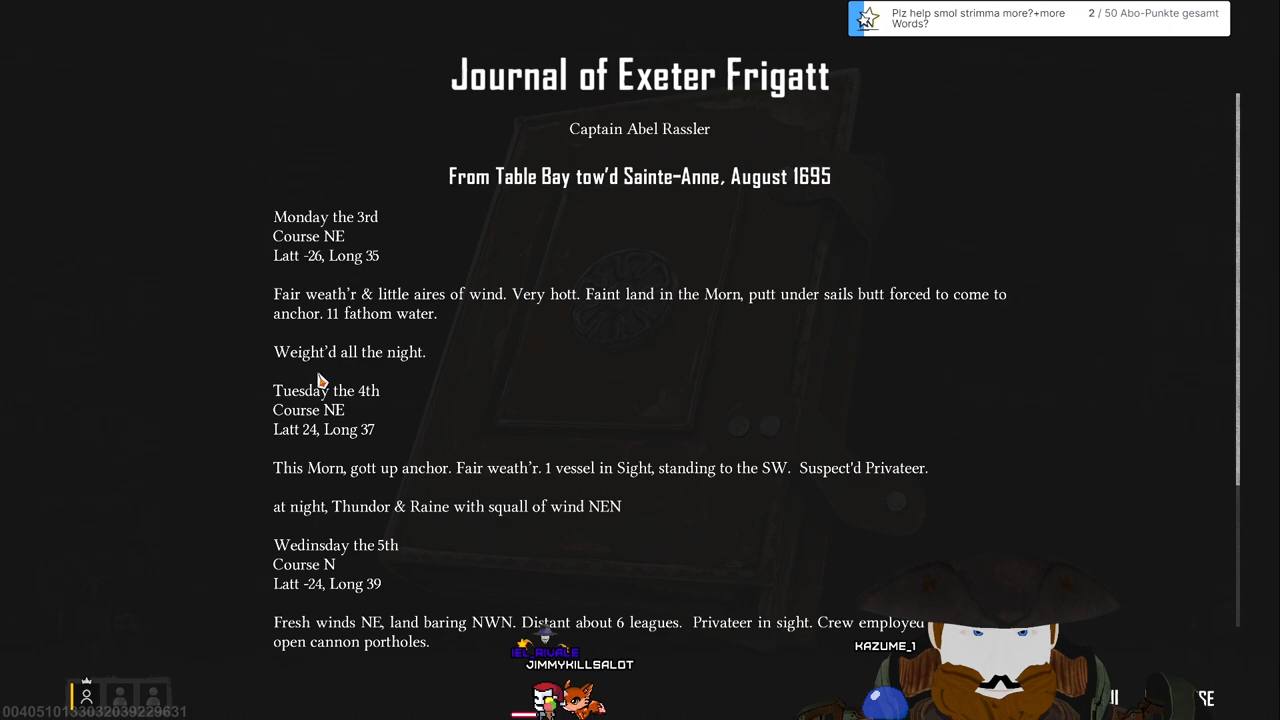 Plz help smol strimma more?+more
Words?
2 / 50 Abo-Punkte gesamt
Journal of Exeter Frigatt
Captain Abel Rassler
From Table Bay tow'd Sainte-Anne, August 1695
Monday the 3rd
Course NE
Latt -26, Long 35
Fair weath'r & little aires of wind. Very hott. Faint land in the Morn, putt under sails butt forced to come to
anchor. 11 fathom water.
Weight'd all the night.
Tuesday the 4th
Course NE
Latt 24, Long 37
This Morn, gott up anchor. Fair weath'r. 1 vessel in Sight, standing to the SW.  Suspect'd Privateer.
at night, Thundor & Raine with squall of wind NEN
Wedinsday the 5th
Course N
Latt -24, Long 39
Fresh winds NE, land baring NWN. Distant about 6 leagues.  Privateer in sight. Crew employed
open cannon portholes.
IEL_RIVALE
JIMMYKILLSALOT
KAZUME_1
0040510133032039229631